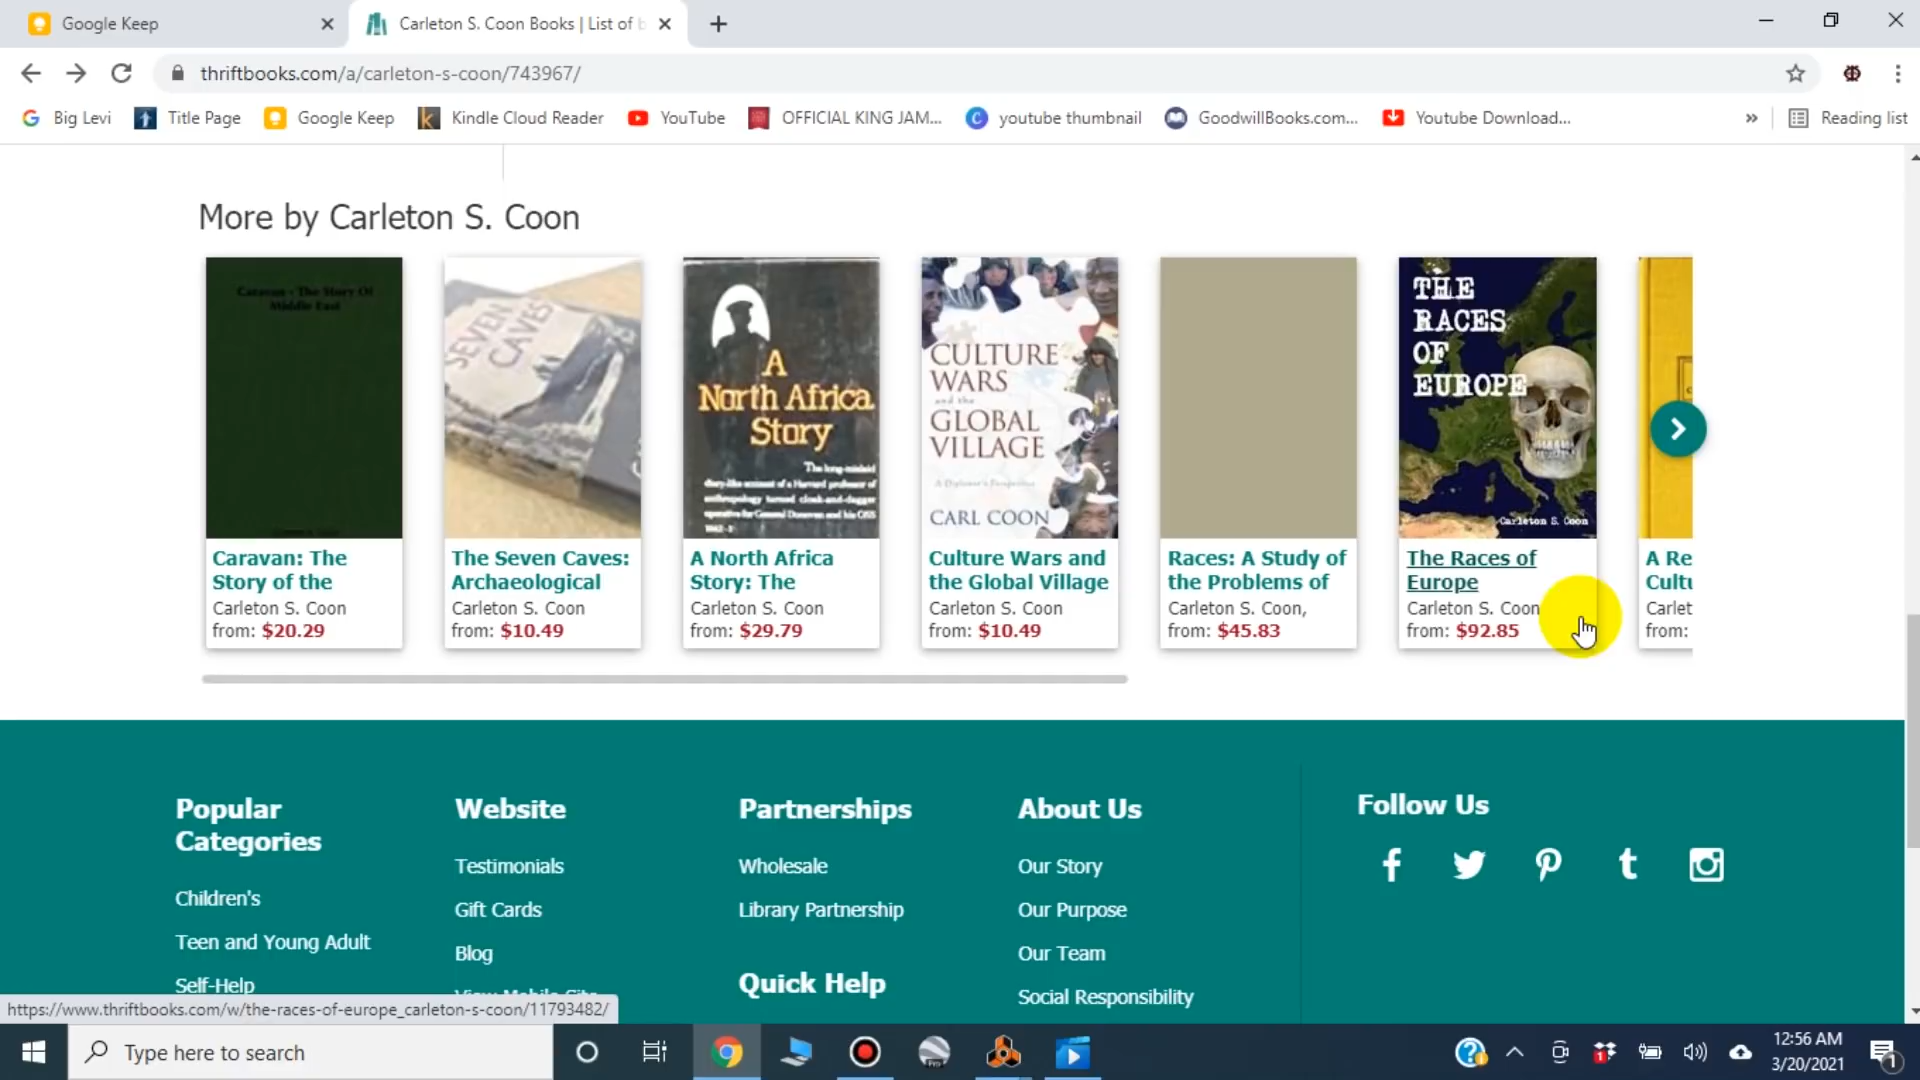 Google Keep
Carleton S. Coon Books | List of b
thriftbooks.com/a/carleton-s-coon/743967/
Big Levi
Title Page
Google Keep
Kindle Cloud Reader
YouTube
OFFICIAL KING JAM...
youtube thumbnail
GoodwillBooks.com...
Youtube Download...
»
Reading list
More by Carleton S. Coon
Caravan - The Story Of
Middle East
SEVEN
CAVES
A
North Africa
Story
CULTURE
WARS
and the
GLOBAL
VILLAGE
A Diplomat's Perspective
CARL COON
THE
RACES
OF
EUROPE
Carleton S. Coon
Caravan: The
Story of the
Carleton S. Coon
from: $20.29
The Seven Caves:
Archaeological
Carleton S. Coon
from: $10.49
A North Africa
Story: The
Carleton S. Coon
from: $29.79
Culture Wars and
the Global Village
Carleton S. Coon
from: $10.49
Races: A Study of
the Problems of
Carleton S. Coon,
from: $45.83
The Races of
Europe
Carleton S. Coon
from: $92.85
A Re
Cultu
Carlet
from:
Popular
Categories
Children's
Teen and Young Adult
Self-Help
Website
Testimonials
Gift Cards
Blog
View Mobile Site
Partnerships
Wholesale
Library Partnership
Quick Help
About Us
Our Story
Our Purpose
Our Team
Social Responsibility
Follow Us
https://www.thriftbooks.com/w/the-races-of-europe_carleton-s-coon/11793482/
Type here to search
12:56 AM
3/20/2021
1